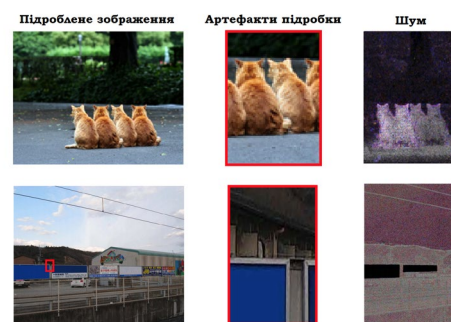 Підроблене зображення
Артефакти підробки
Шум